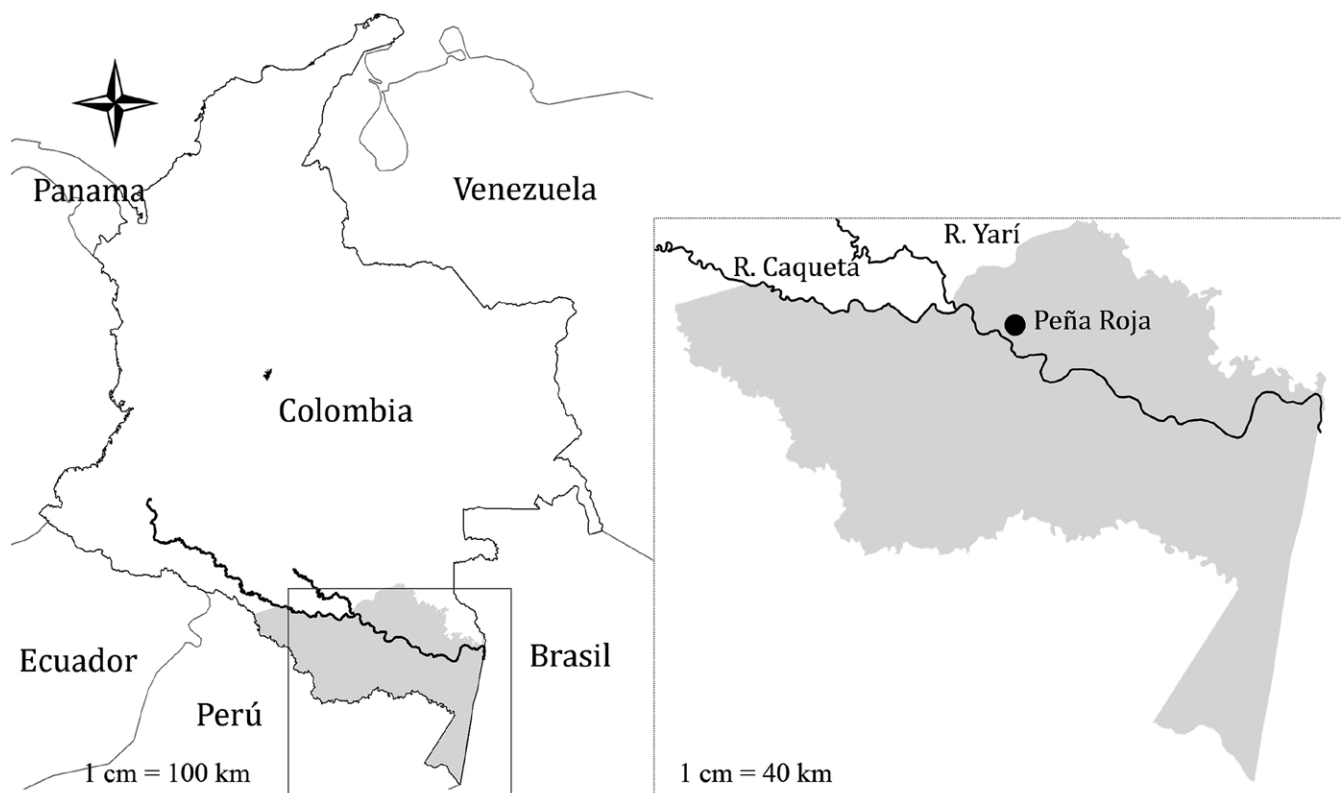 Panama
Venezuela
Colombia
Ecuador
Perú
Brasil
1 cm = 100 km
R. Yarí
R. Caquetá
Peña Roja
1 cm = 40 km